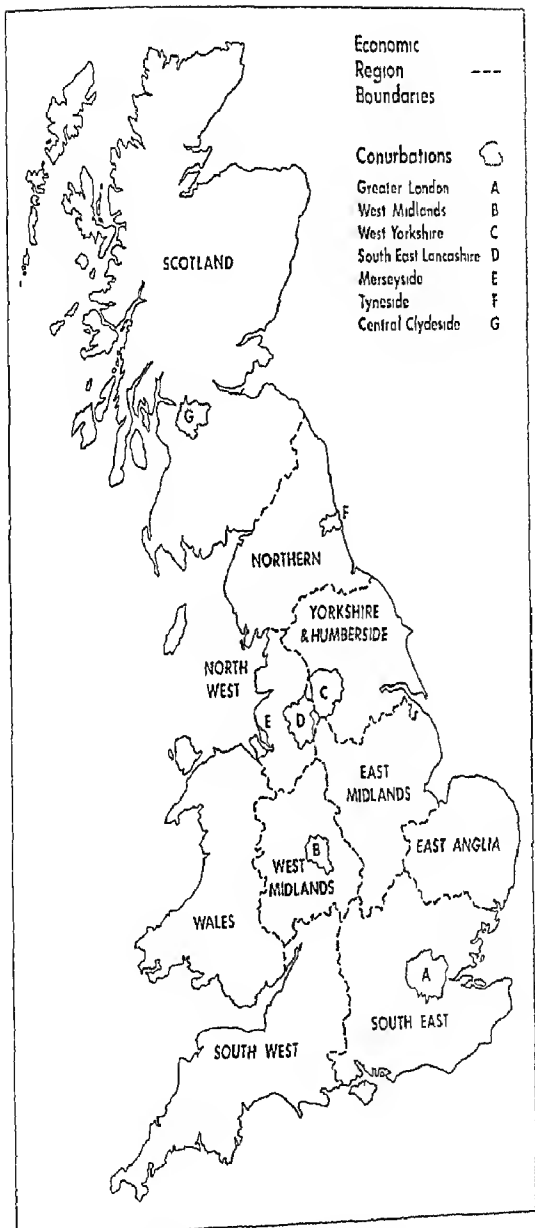 Economic
Region
Boundaries
Conurbations
Greater London A
West Midlands B
West Yorkshire C
South East Lancashire D
Merseyside E
Tyneside F
Central Clydeside G
SCOTLAND
G
F
NORTHERN
YORKSHIRE
& HUMBERSIDE
NORTH
WEST
C
E
D
EAST
MIDLANDS
B
WEST
MIDLANDS
EAST ANGLIA
WALES
A
SOUTH EAST
SOUTH WEST